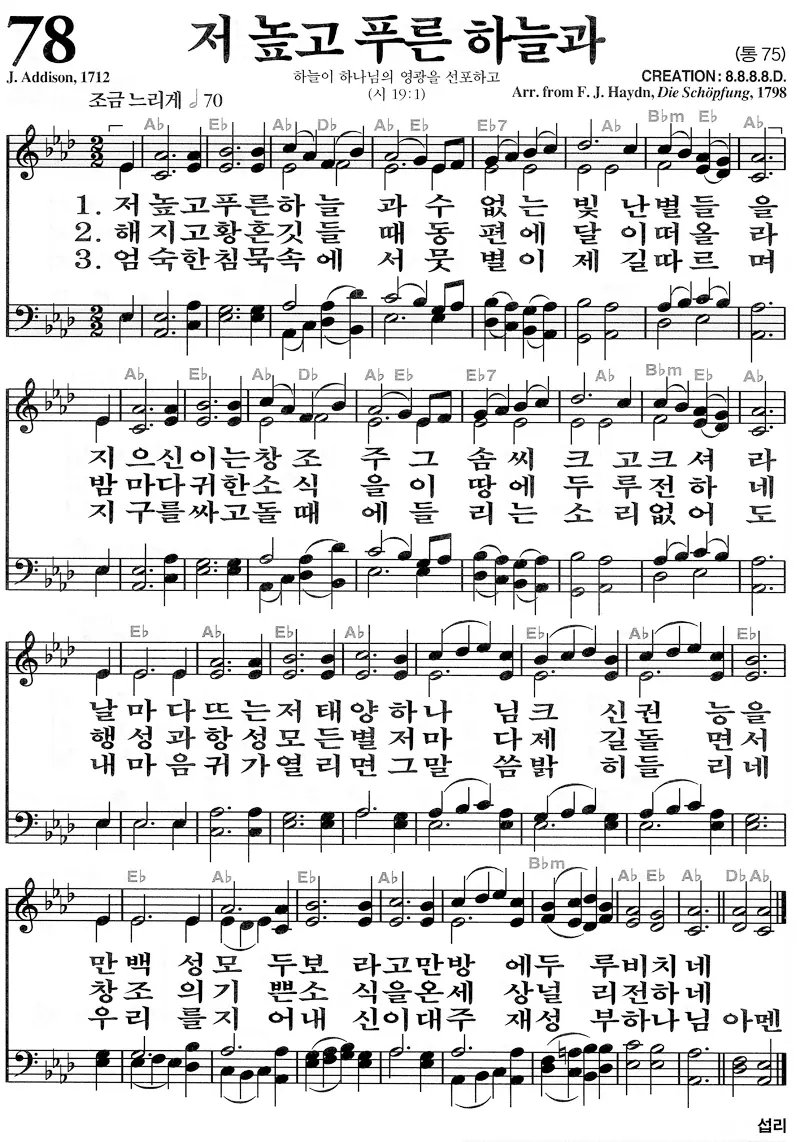 78
저 높고 푸른 하늘과
(통 75)
J. Addison, 1712
하늘이 하나님의 영광을 선포하고
(시 19:1)
CREATION : 8.8.8.8.D.
Arr. from F. J. Haydn, Die Schöpfung, 1798
조금 느리게 ♩ 70
A♭ E♭ A♭ D♭ A♭ E♭ E♭7 A♭ B♭m E♭ A♭
1. 저 높고푸른하늘 과수 없는 빛 난별들 을
2. 해 지고황혼깃들 때동 편에 달 이떠올 라
3. 엄 숙한침묵속에 서뭇 별이 제 길따르 며
A♭ E♭ A♭ D♭ A♭ E♭ E♭7 A♭ B♭m E♭ A♭
지 으신이는창조 주그 솜씨 크 고크셔 라
밤 마다귀한소식 을이 땅에 두 루전하 네
지 구를싸고돌때 에들 리는 소 리없어 도
E♭ A♭ E♭ A♭ E♭ A♭ E♭
날 마 다뜨 는저 태양 하나 님크 신권 능을
행 성 과항 성모 든별 저마 다제 길돌 면서
내 마 음귀 가열 리면 그말 씀밝 히들 리네
E♭ A♭ E♭ A♭ B♭m A♭ E♭ A♭ D♭ A♭
만 백 성모 두보 라고만방 에두 루비치네
창 조 의기 쁜소 식을온세 상널 리전하네
우 리 를지 어내 신이대주 재성 부하나님 아멘
섭리